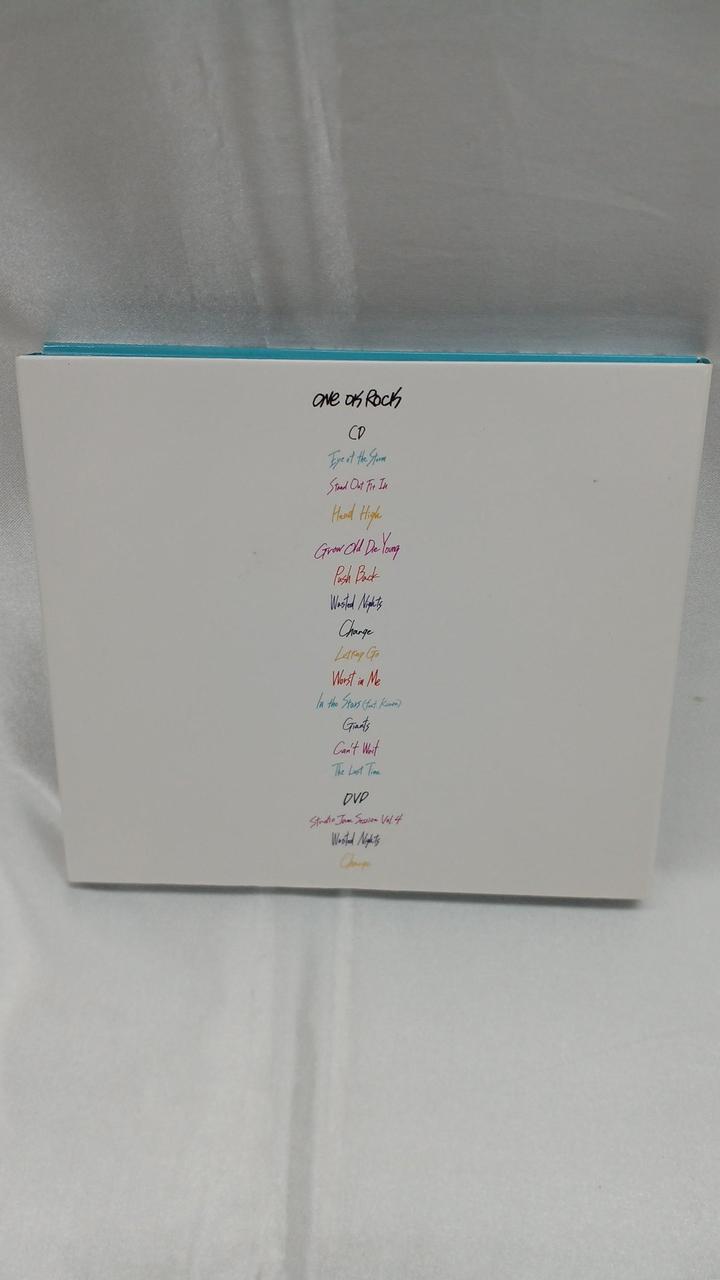 ONE OK ROCK
CD
Eye of the Storm
Stand Out Fit In
Head High
Grow Old Die Young
Push Back
Wasted Nights
Change
Letting Go
Worst in Me
In the Stars (feat. Kiiara)
Giants
Can't Wait
The Last Time
DVD
Studio Jam Session Vol.4
Wasted Nights
Change